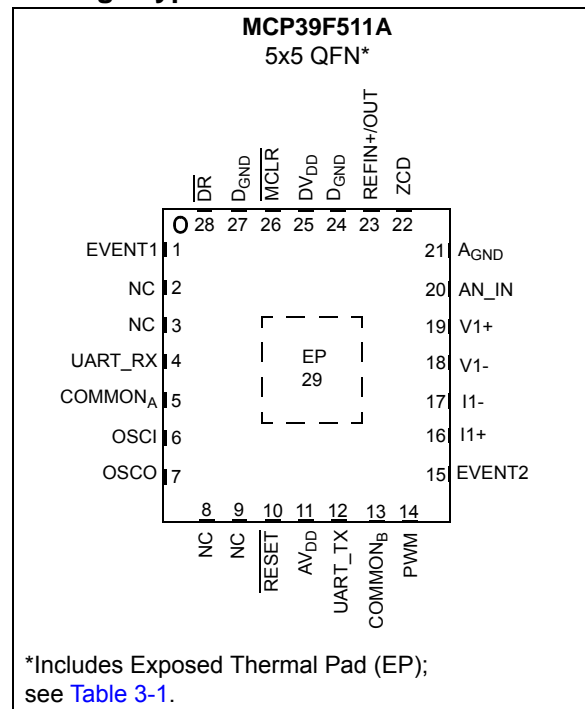 MCP39F511A
5x5 QFN*
DR
DGND
MCLR
DVDD
DGND
REFIN+/OUT
ZCD
28 27 26 25 24 23 22
EVENT1 1
NC 2
NC 3
UART_RX 4
COMMONA 5
OSCI 6
OSCO 7
21 AGND
20 AN_IN
19 V1+
18 V1-
17 I1-
16 I1+
15 EVENT2
EP
29
8 9 10 11 12 13 14
NC
NC
RESET
AVDD
UART_TX
COMMONB
PWM
*Includes Exposed Thermal Pad (EP);
see Table 3-1.